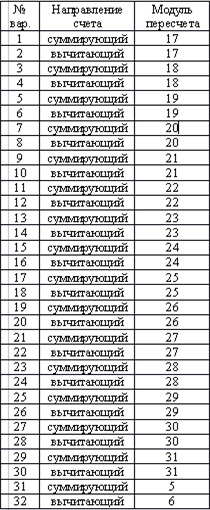 № Направление Модуль
вар. счета пересчета
1 суммирующий 17
2 вычитающий 17
3 суммирующий 18
4 вычитающий 18
5 суммирующий 19
6 вычитающий 19
7 суммирующий 20
8 вычитающий 20
9 суммирующий 21
10 вычитающий 21
11 суммирующий 22
12 вычитающий 22
13 суммирующий 23
14 вычитающий 23
15 суммирующий 24
16 вычитающий 24
17 суммирующий 25
18 вычитающий 25
19 суммирующий 26
20 вычитающий 26
21 суммирующий 27
22 вычитающий 27
23 суммирующий 28
24 вычитающий 28
25 суммирующий 29
26 вычитающий 29
27 суммирующий 30
28 вычитающий 30
29 суммирующий 31
30 вычитающий 31
31 суммирующий 5
32 вычитающий 6